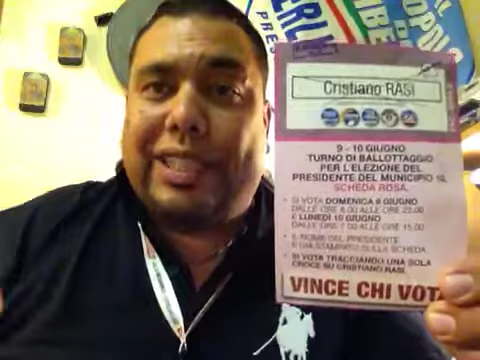 Cristiano RASI
9 - 10 GIUGNO
TURNO DI BALLOTTAGGIO
PER L'ELEZIONE DEL
PRESIDENTE DEL MUNICIPIO
SCHEDA ROSA.
SI VOTA DOMENICA 9 GIUGNO
DALLE ORE 8.00 ALLE ORE 22.00
E LUNEDÌ 10 GIUGNO
DALLE ORE 7.00 ALLE ORE 15.00
IL NOME DEL PRESIDENTE
È GIÀ STAMPATO SULLA SCHEDA
SI VOTA TRACCIANDO UNA SOLA
CROCE SU CRISTIANO RASI.
VINCE CHI VOTA